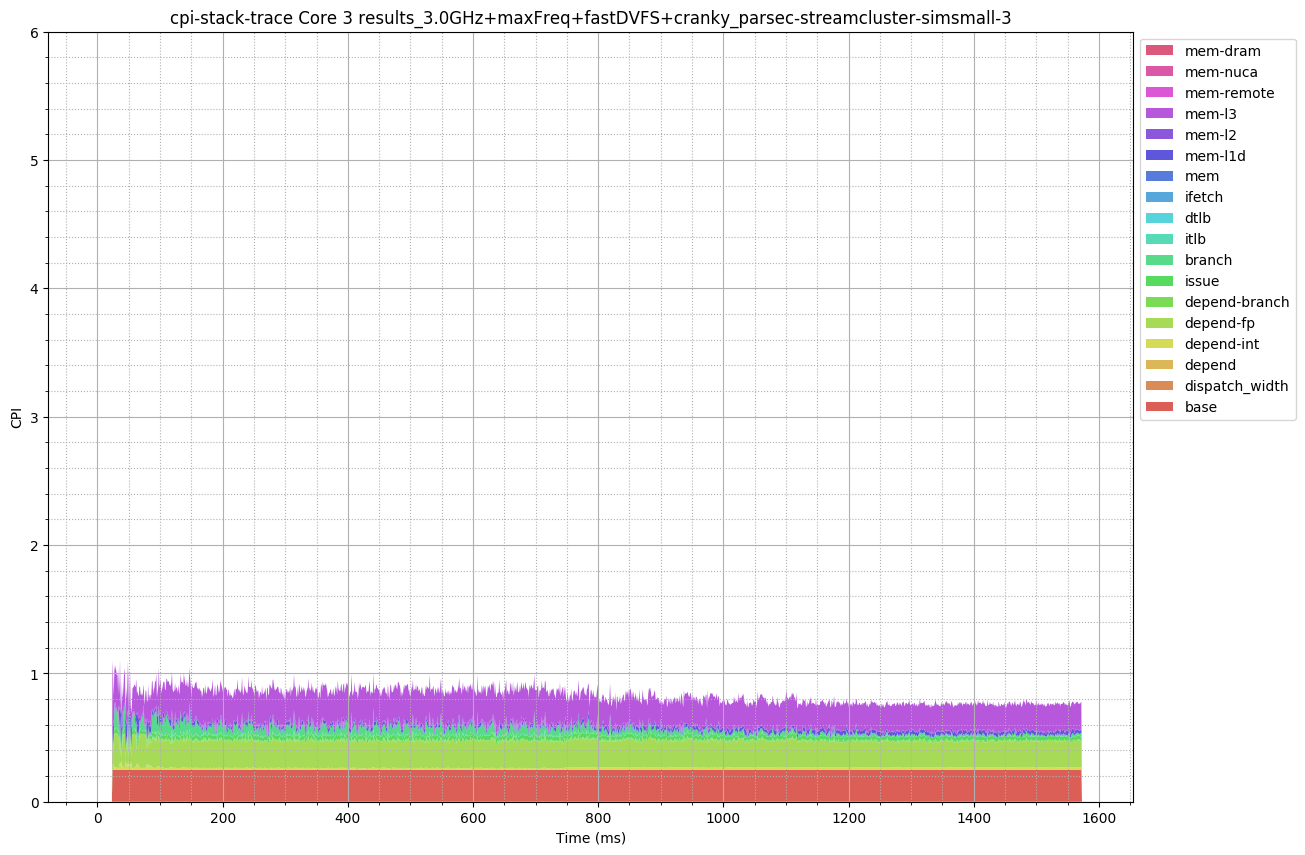 cpi-stack-trace Core 3 results_3.0GHz+maxFreq+fastDVFS+cranky_parsec-streamcluster-simsmall-3
6
5
4
3
2
1
0
CPI
0 200 400 600 800 1000 1200 1400 1600
Time (ms)
mem-dram
mem-nuca
mem-remote
mem-l3
mem-l2
mem-l1d
mem
ifetch
dtlb
itlb
branch
issue
depend-branch
depend-fp
depend-int
depend
dispatch_width
base